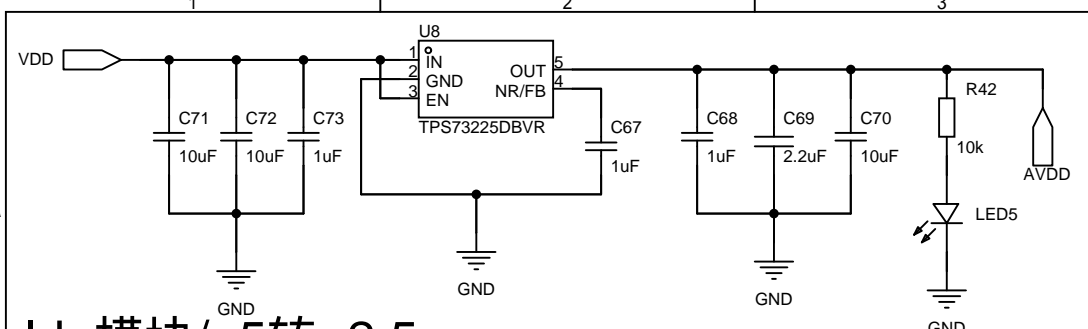 1 2 3
U8
VDD
1 IN
2 GND
3 EN
OUT 5
NR/FB 4
TPS73225DBVR
C71
10uF
C72
10uF
C73
1uF
C67
1uF
C68
1uF
C69
2.2uF
C70
10uF
R42
10k
AVDD
LED5
GND
GND
GND
GND